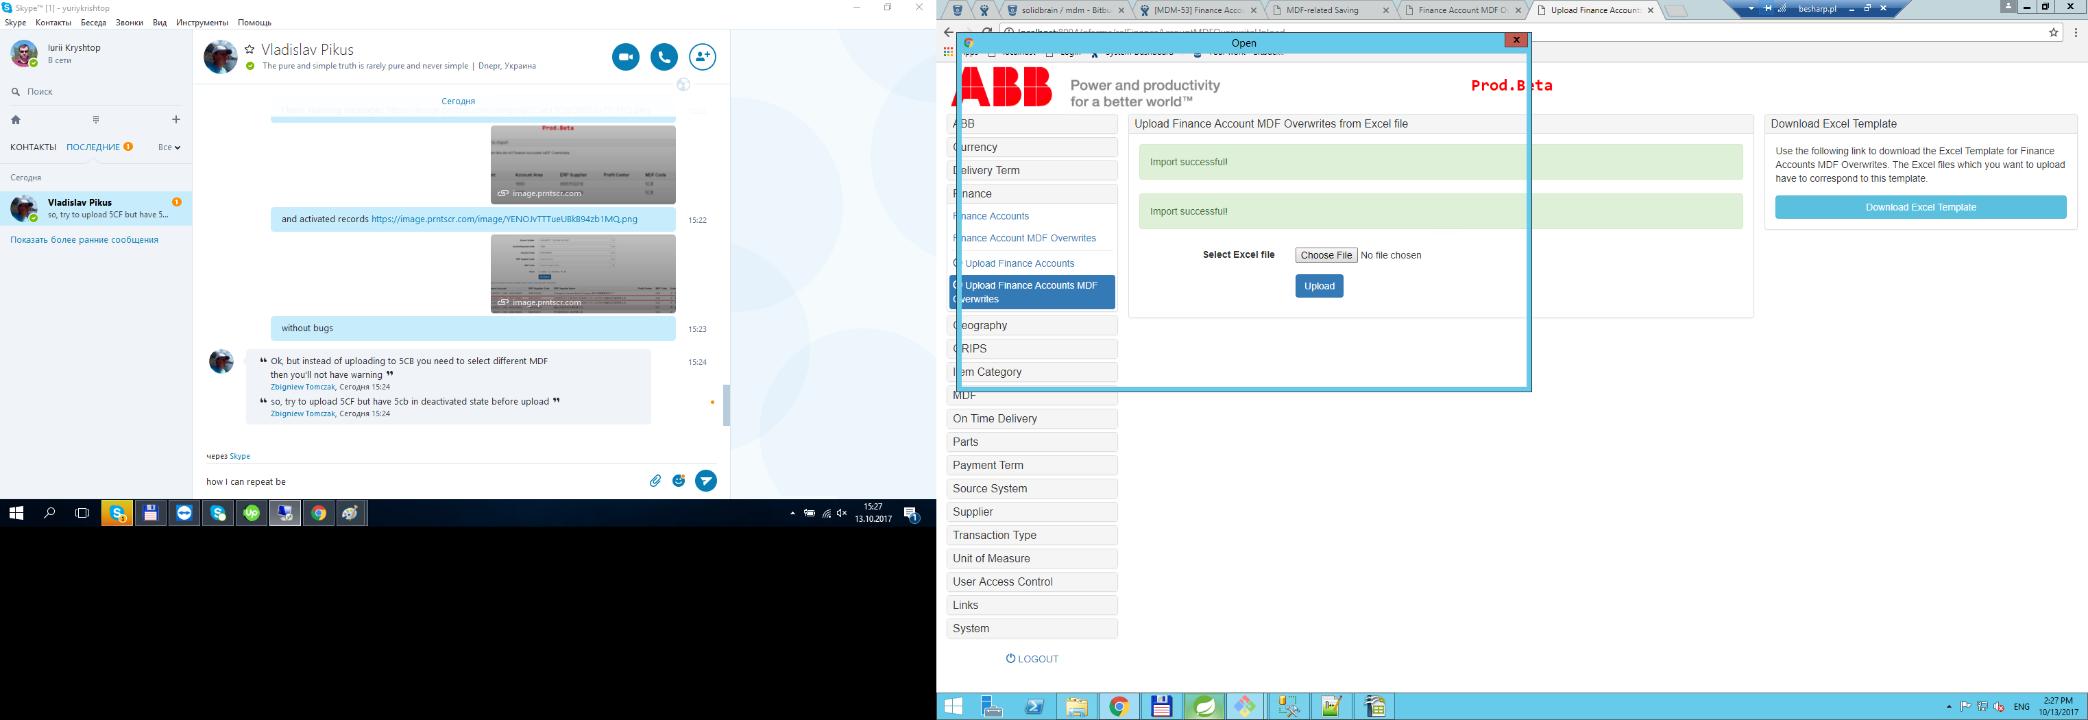 Skype™ [1] - yuriykrishtop
Skype Контакты Беседа Звонки Вид Инструменты Помощь
Iurii Kryshtop
В сети
Поиск
КОНТАКТЫ ПОСЛЕДНИЕ 1 Все
Сегодня
Vladislav Pikus 1
so, try to upload 5CF but have 5...
Показать более ранние сообщения
Vladislav Pikus
The pure and simple truth is rarely pure and never simple | Dnepr, Украина
Сегодня
Prod.Beta
image.prntscr.com
and activated records https://image.prntscr.com/image/YENOJvTTTueUBkB94zb1MQ.png 15:22
image.prntscr.com
without bugs 15:23
❝ Ok, but instead of uploading to 5CB you need to select different MDF 15:24
then you'll not have warning ❞
Zbigniew Tomczak, Сегодня 15:24
❝ so, try to upload 5CF but have 5cb in deactivated state before upload ❞
Zbigniew Tomczak, Сегодня 15:24
через Skype
how I can repeat be
15:27
13.10.2017
solidbrain / mdm - Bitbu
[MDM-53] Finance Acco
MDF-related Saving
Finance Account MDF O
Upload Finance Account
besharp.pl
Open
ABB
Power and productivity
for a better world™
Prod.Beta
ABB
Currency
Delivery Term
Finance
Finance Accounts
Finance Account MDF Overwrites
Upload Finance Accounts
Upload Finance Accounts MDF
Overwrites
Geography
GRIPS
Item Category
MDF
On Time Delivery
Parts
Payment Term
Source System
Supplier
Transaction Type
Unit of Measure
User Access Control
Links
System
LOGOUT
Upload Finance Account MDF Overwrites from Excel file
Import successful!
Import successful!
Select Excel file Choose File No file chosen
Upload
Download Excel Template
Use the following link to download the Excel Template for Finance
Accounts MDF Overwrites. The Excel files which you want to upload
have to correspond to this template.
Download Excel Template
ENG
2:27 PM
10/13/2017